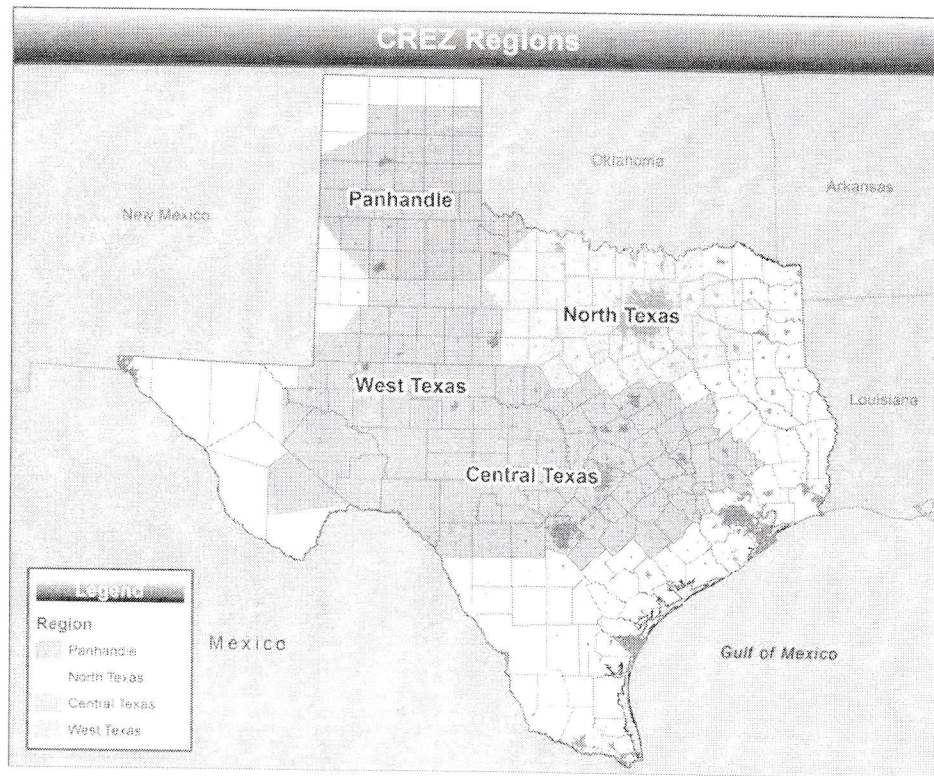 CREZ Regions
Oklahoma
Arkansas
Panhandle
New Mexico
North Texas
West Texas
Louisiana
Central Texas
Legend
Region
Panhandle
North Texas
Central Texas
West Texas
Mexico
Gulf of Mexico